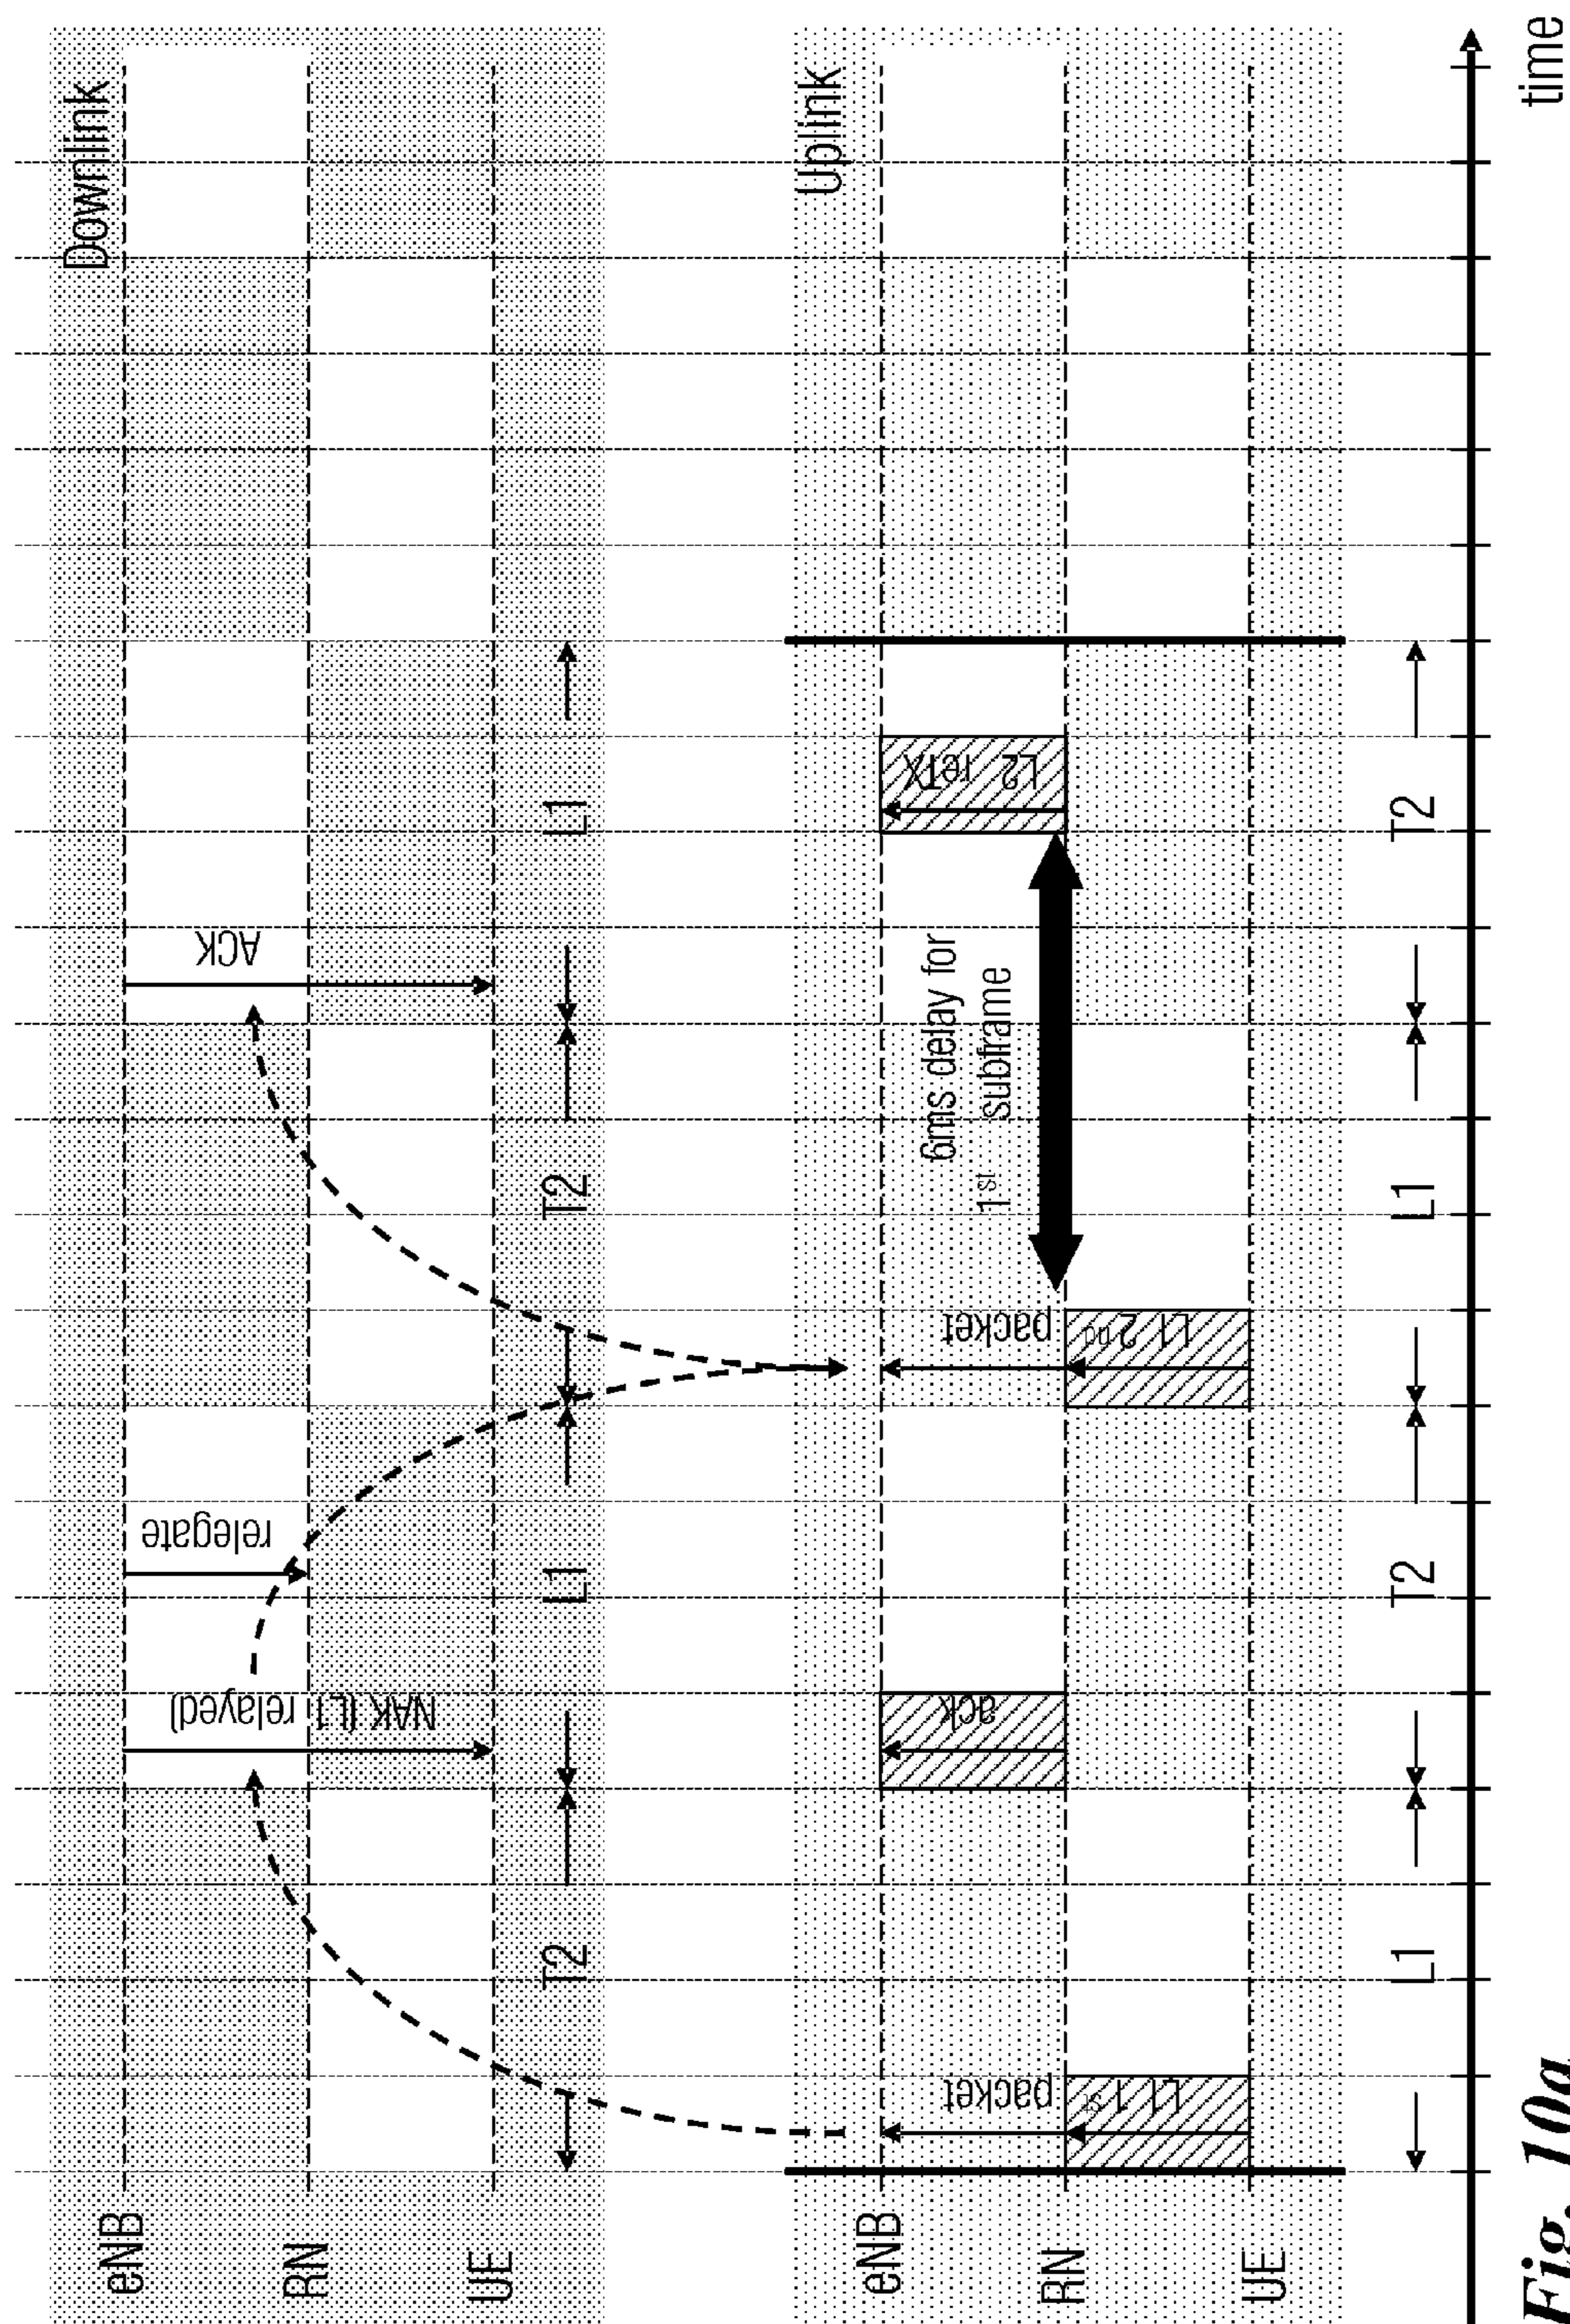 Downlink
eNB
NAK (L1 relayed)
relegate
ACK
RN
UE
T2
L1
T2
L1
Uplink
eNB
packet
ack
packet
6ms delay for
1st subframe
L2 reTX
RN
L1 1st
L1 2nd
UE
L1
T2
L1
T2
time
Fig. 10a